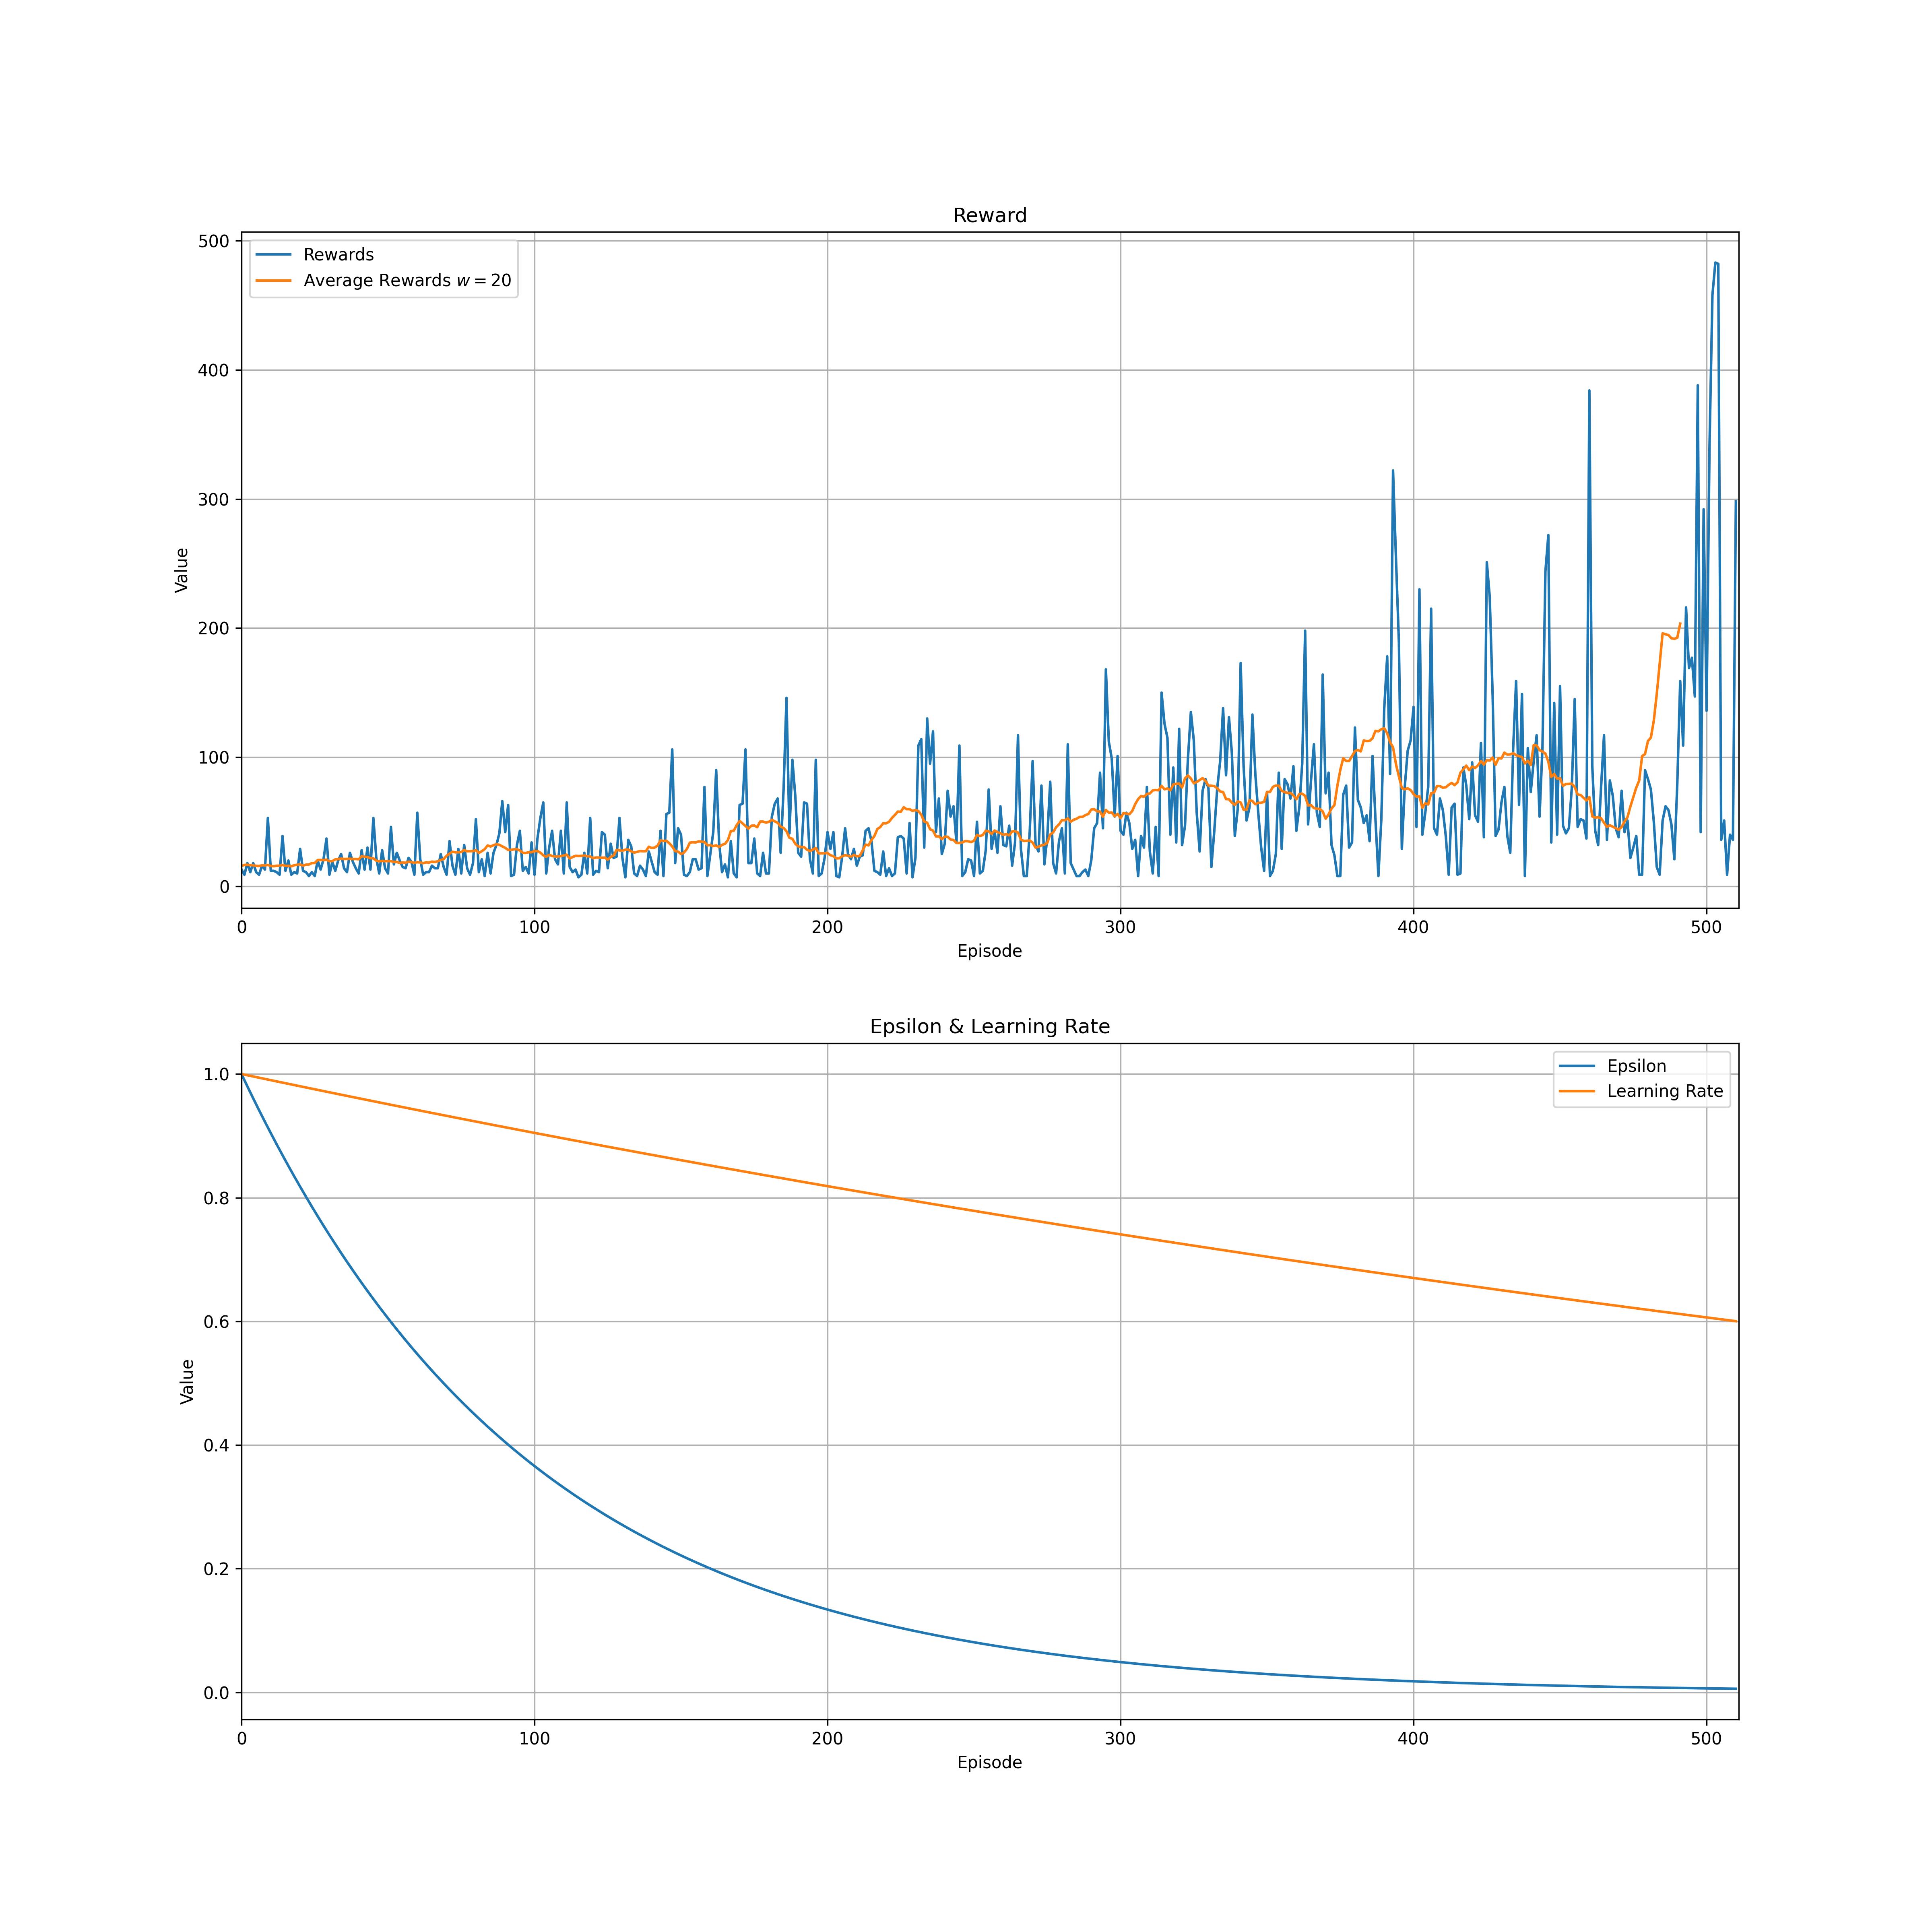 Reward
500
400
300
200
100
0
Value
Rewards
Average Rewards w = 20
0 100 200 300 400 500
Episode
Epsilon & Learning Rate
1.0
0.8
0.6
0.4
0.2
0.0
Value
Epsilon
Learning Rate
0 100 200 300 400 500
Episode